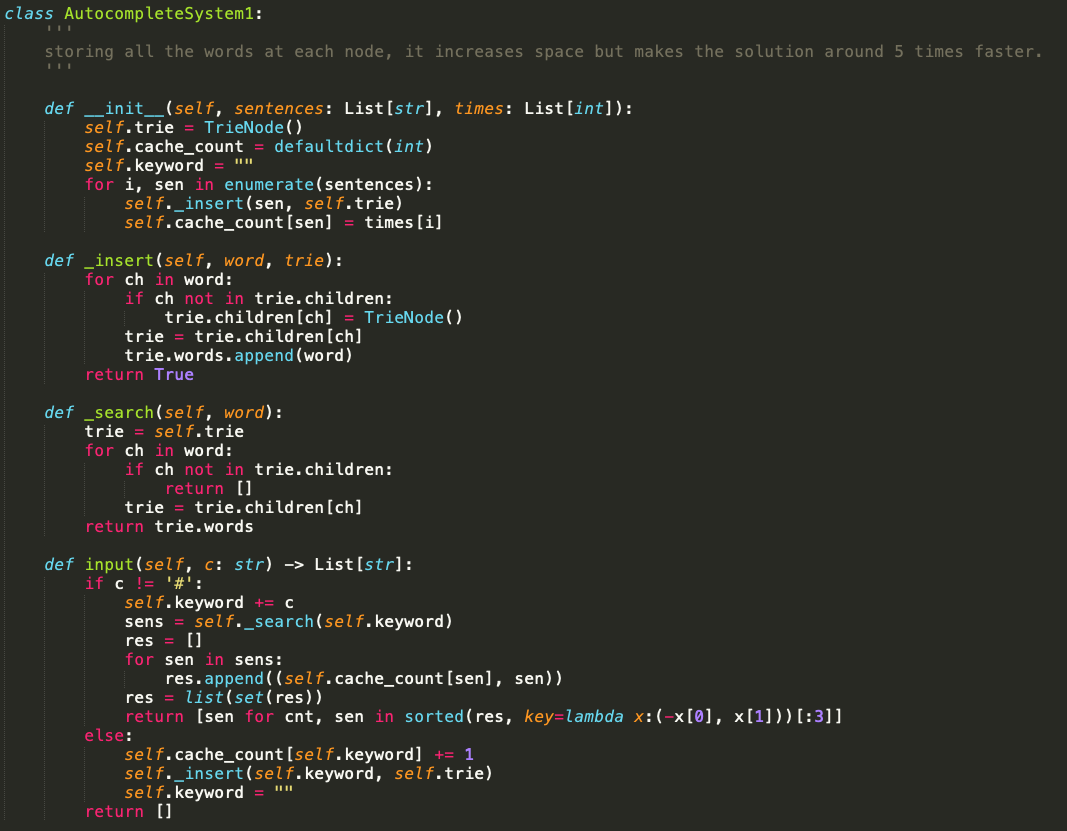 class AutocompleteSystem1:
    '''
    storing all the words at each node, it increases space but makes the solution around 5 times faster.
    '''

    def __init__(self, sentences: List[str], times: List[int]):
        self.trie = TrieNode()
        self.cache_count = defaultdict(int)
        self.keyword = ""
        for i, sen in enumerate(sentences):
            self._insert(sen, self.trie)
            self.cache_count[sen] = times[i]

    def _insert(self, word, trie):
        for ch in word:
            if ch not in trie.children:
                trie.children[ch] = TrieNode()
            trie = trie.children[ch]
            trie.words.append(word)
        return True

    def _search(self, word):
        trie = self.trie
        for ch in word:
            if ch not in trie.children:
                return []
            trie = trie.children[ch]
        return trie.words

    def input(self, c: str) -> List[str]:
        if c != '#':
            self.keyword += c
            sens = self._search(self.keyword)
            res = []
            for sen in sens:
                res.append((self.cache_count[sen], sen))
            res = list(set(res))
            return [sen for cnt, sen in sorted(res, key=lambda x:(-x[0], x[1]))[:3]]
        else:
            self.cache_count[self.keyword] += 1
            self._insert(self.keyword, self.trie)
            self.keyword = ""
        return []